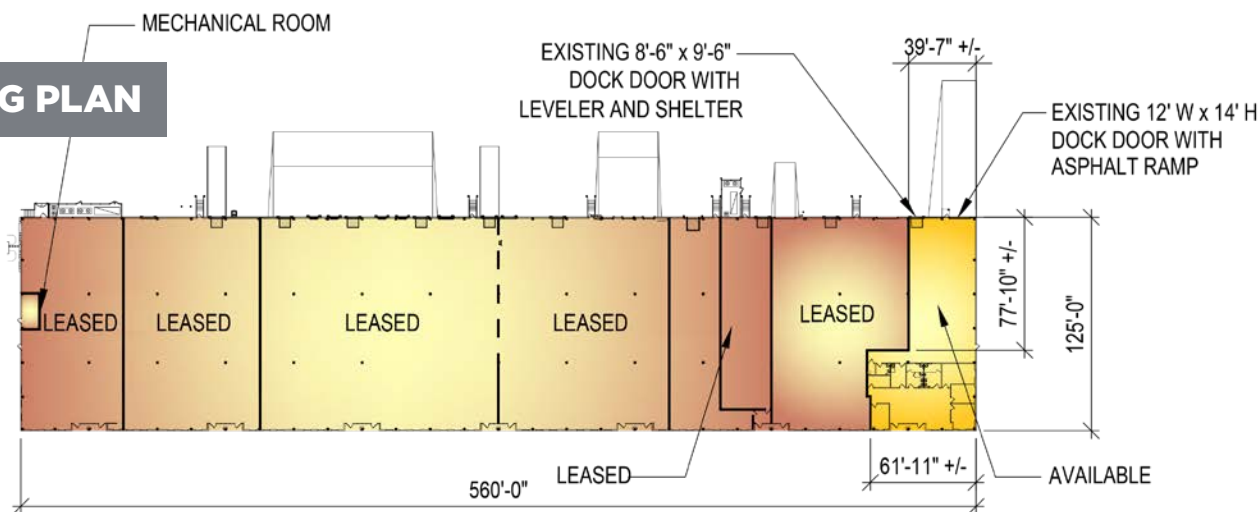 MECHANICAL ROOM
G PLAN
EXISTING 8'-6" x 9'-6"
DOCK DOOR WITH
LEVELER AND SHELTER
39'-7" +/-
EXISTING 12' W x 14' H
DOCK DOOR WITH
ASPHALT RAMP
LEASED
LEASED
LEASED
LEASED
LEASED
77'-10" +/-
125'-0"
LEASED
61'-11" +/-
AVAILABLE
560'-0"